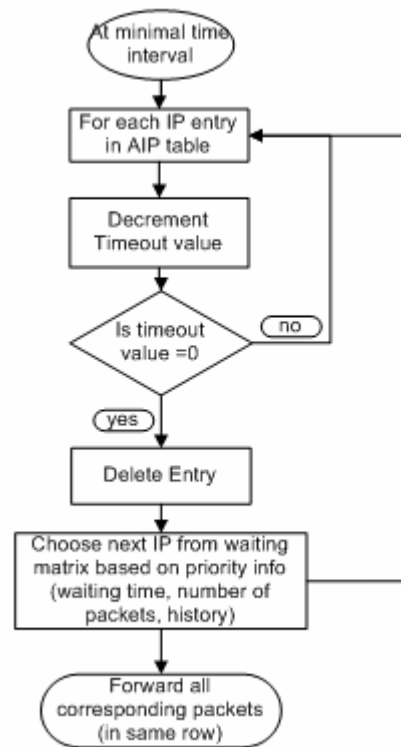 At minimal time
interval
For each IP entry
in AIP table
Decrement
Timeout value
Is timeout
value =0
no
yes
Delete Entry
Choose next IP from waiting
matrix based on priority info
(waiting time, number of
packets, history)
Forward all
corresponding packets
(in same row)